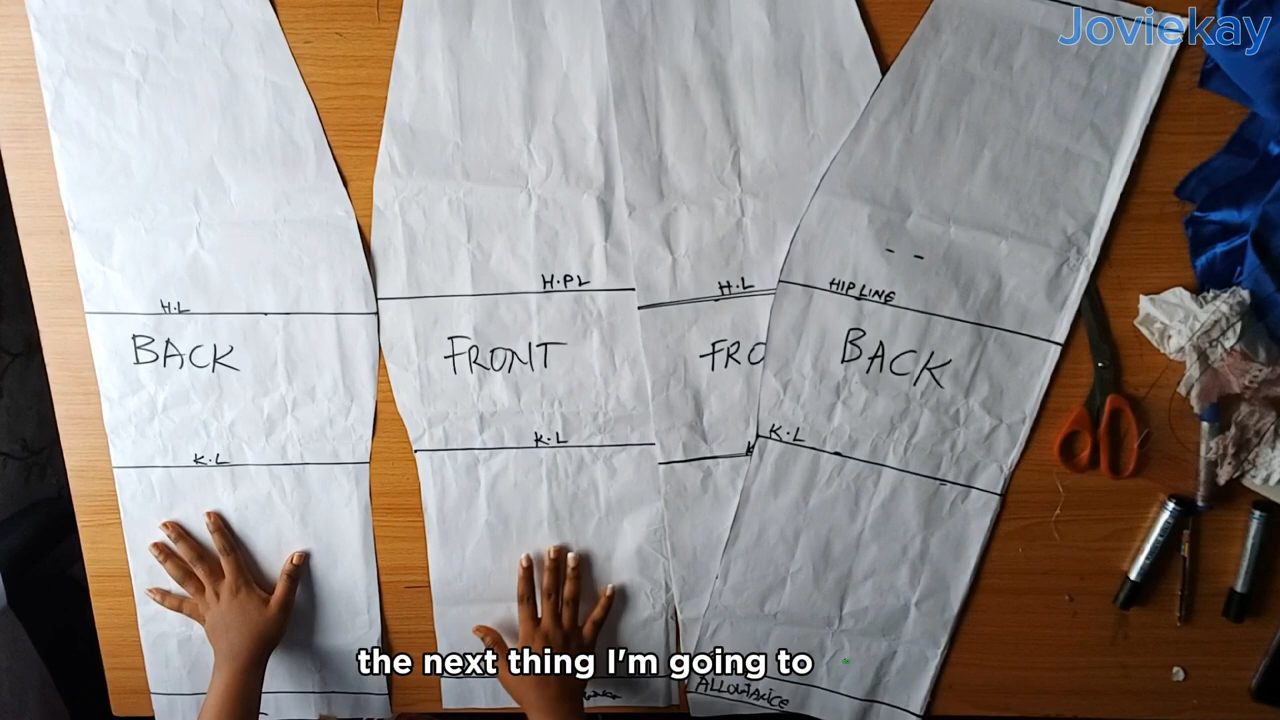 Joviekay
H.L
BACK
K.L
H.PL
FRONT
K.L
H.L
FRO
K
HIP LINE
BACK
K.L
ALLOWANCE
the next thing I'm going to